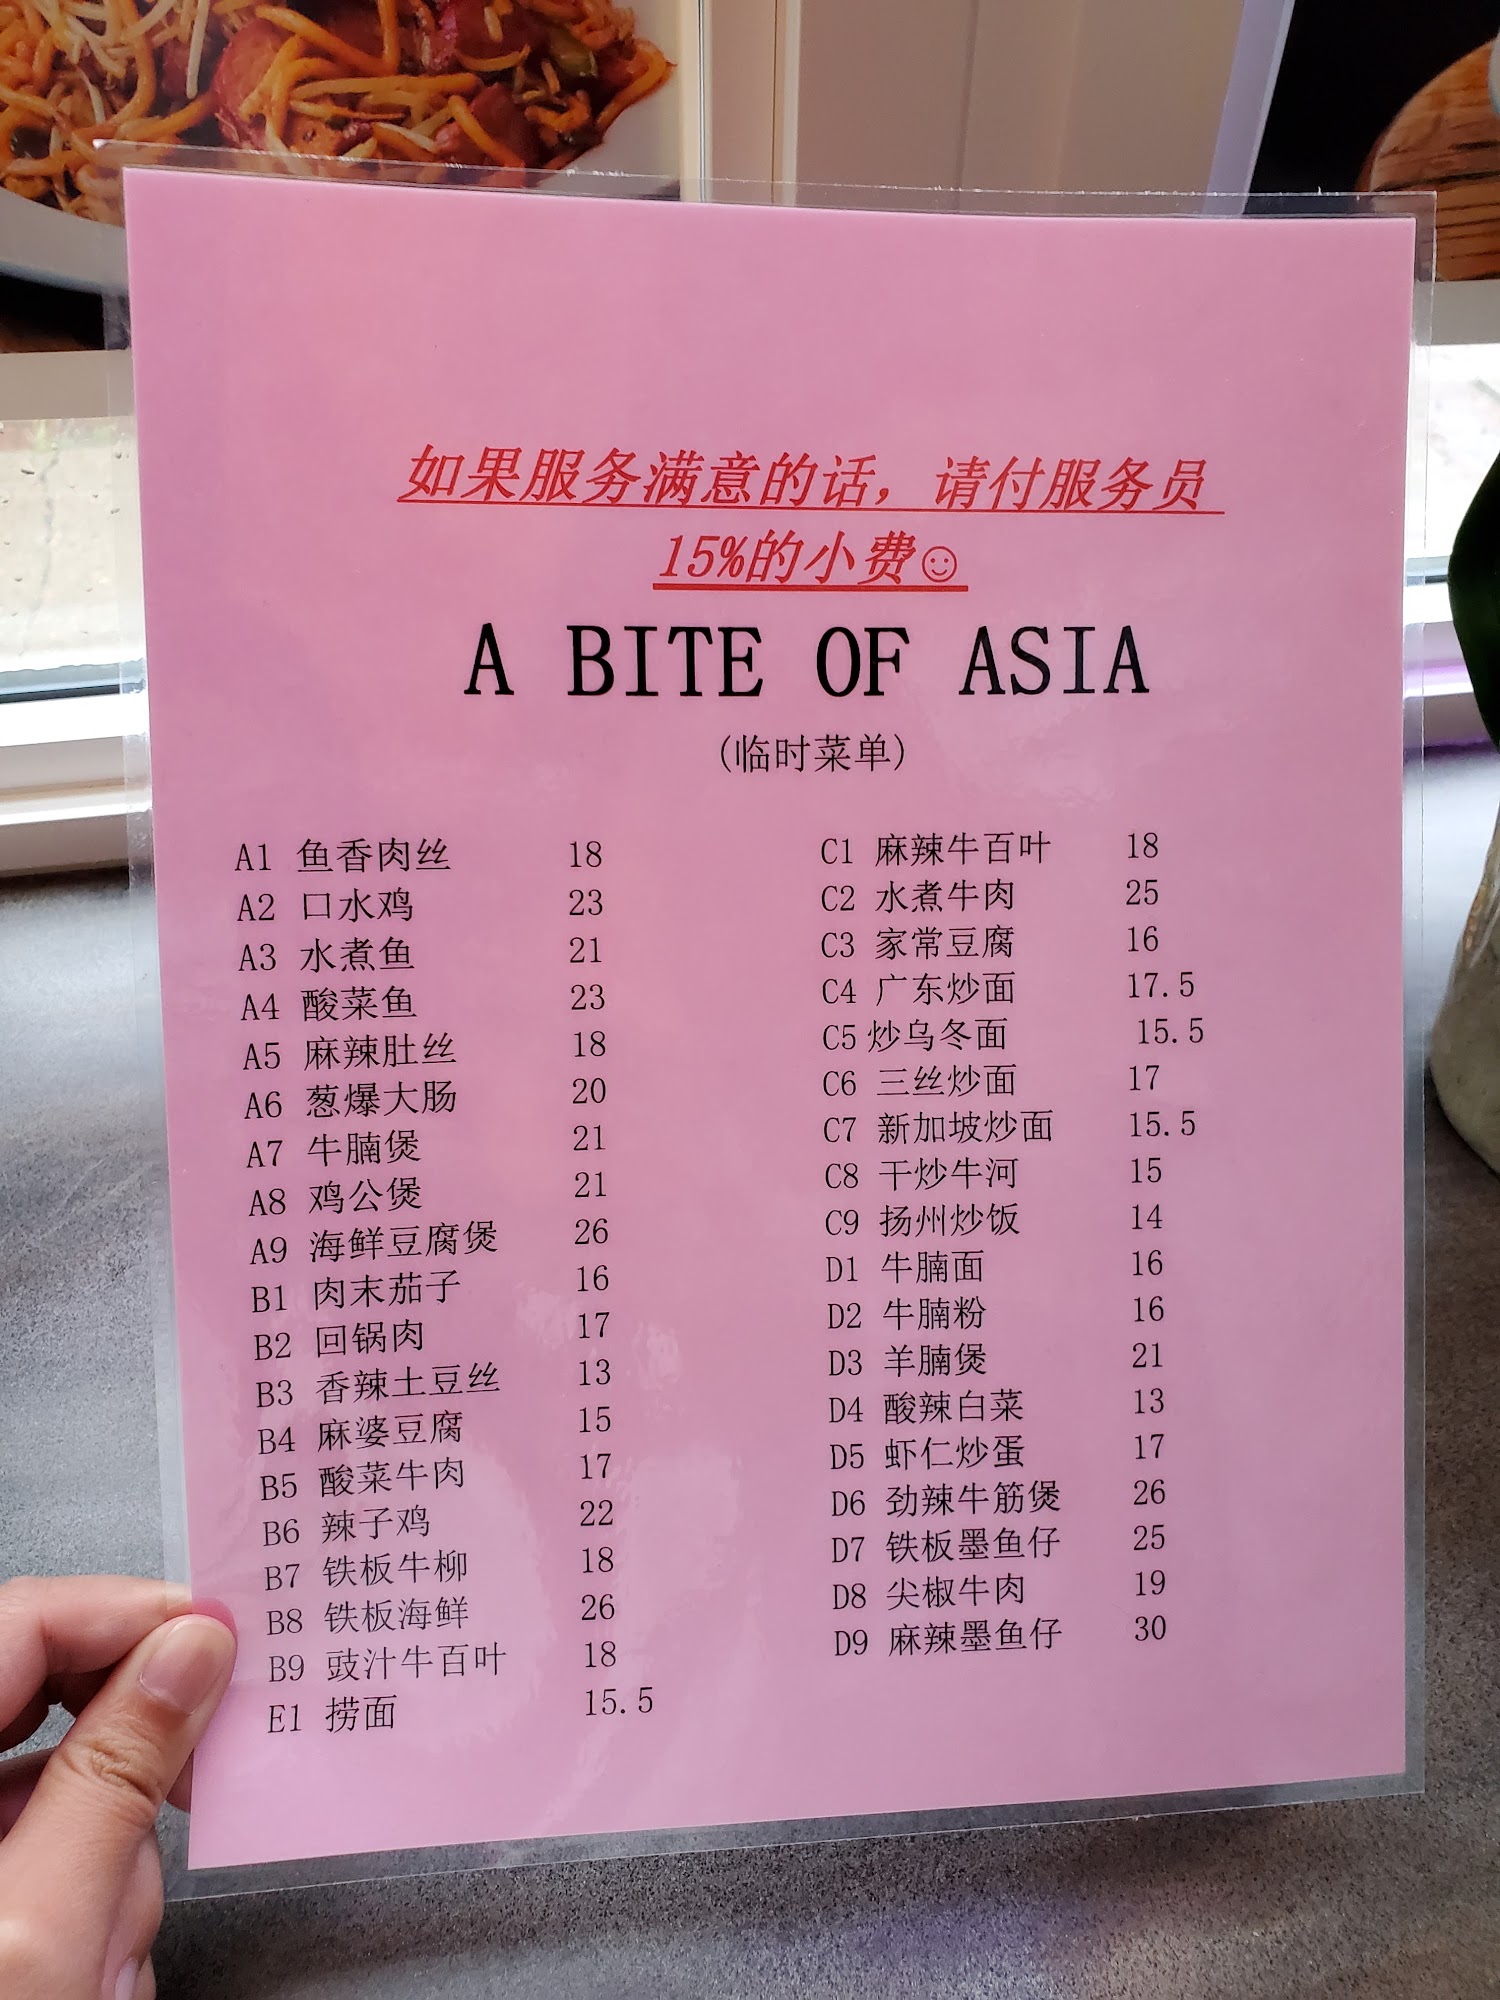 如果服务满意的话，请付服务员
15%的小费☺
A BITE OF ASIA
(临时菜单)
A1 鱼香肉丝 18
A2 口水鸡 23
A3 水煮鱼 21
A4 酸菜鱼 23
A5 麻辣肚丝 18
A6 葱爆大肠 20
A7 牛腩煲 21
A8 鸡公煲 21
A9 海鲜豆腐煲 26
B1 肉末茄子 16
B2 回锅肉 17
B3 香辣土豆丝 13
B4 麻婆豆腐 15
B5 酸菜牛肉 17
B6 辣子鸡 22
B7 铁板牛柳 18
B8 铁板海鲜 26
B9 豉汁牛百叶 18
E1 捞面 15.5
C1 麻辣牛百叶 18
C2 水煮牛肉 25
C3 家常豆腐 16
C4 广东炒面 17.5
C5 炒乌冬面 15.5
C6 三丝炒面 17
C7 新加坡炒面 15.5
C8 干炒牛河 15
C9 扬州炒饭 14
D1 牛腩面 16
D2 牛腩粉 16
D3 羊腩煲 21
D4 酸辣白菜 13
D5 虾仁炒蛋 17
D6 劲辣牛筋煲 26
D7 铁板墨鱼仔 25
D8 尖椒牛肉 19
D9 麻辣墨鱼仔 30